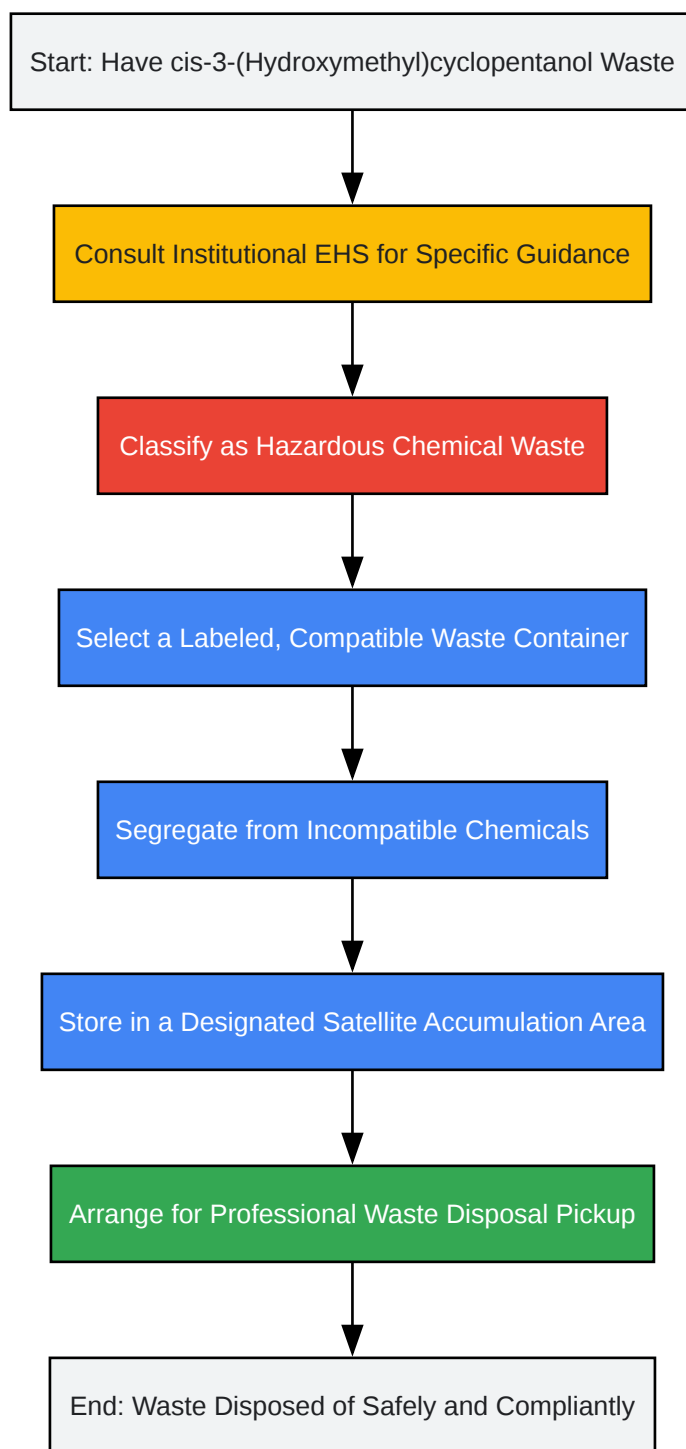 Start: Have cis-3-(Hydroxymethyl)cyclopentanol Waste
Consult Institutional EHS for Specific Guidance
Classify as Hazardous Chemical Waste
Select a Labeled, Compatible Waste Container
Segregate from Incompatible Chemicals
Store in a Designated Satellite Accumulation Area
Arrange for Professional Waste Disposal Pickup
End: Waste Disposed of Safely and Compliantly